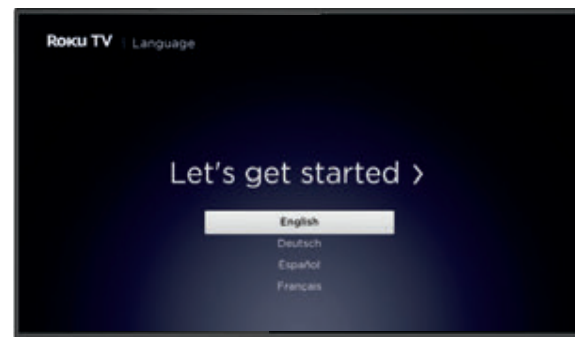 Roku TV | Language
Let's get started >
English
Deutsch
Español
Français